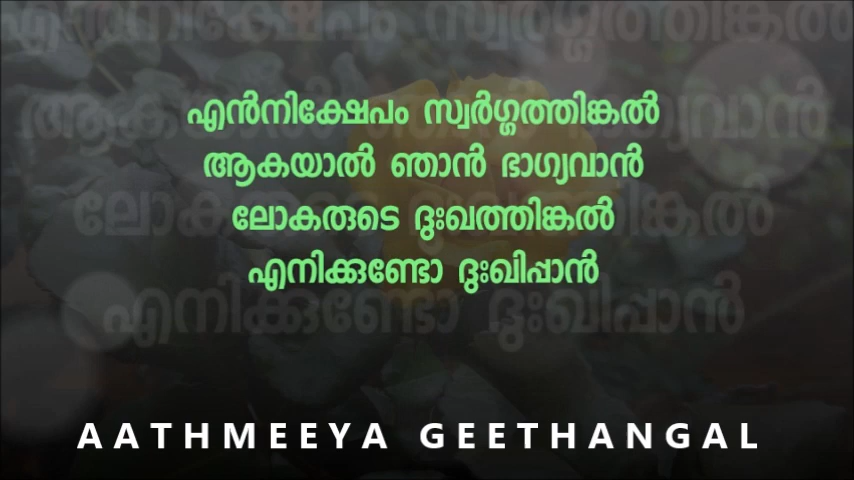 എൻനിക്ഷേപം സ്വർഗ്ഗത്തിങ്കൽ
ആകയാൽ ഞാൻ ഭാഗ്യവാൻ
ലോകരുടെ ദുഃഖത്തിങ്കൽ
എനിക്കുണ്ടോ ദുഃഖിപ്പാൻ
AATHMEEYA GEETHANGAL